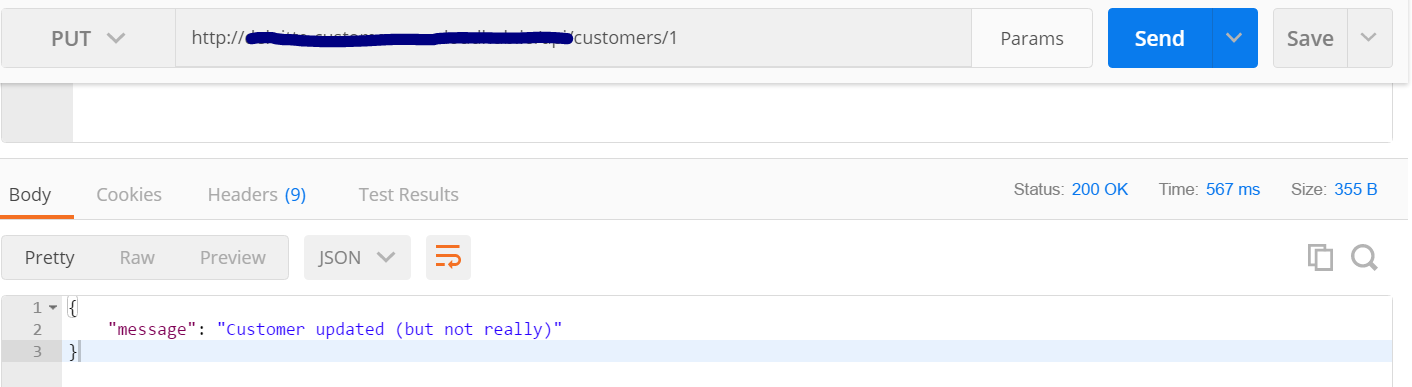 PUT
http://
/customers/1
Params
Send
Save
Body
Cookies
Headers (9)
Test Results
Status: 200 OK
Time: 567 ms
Size: 355 B
Pretty
Raw
Preview
JSON
1 {
2 "message": "Customer updated (but not really)"
3 }